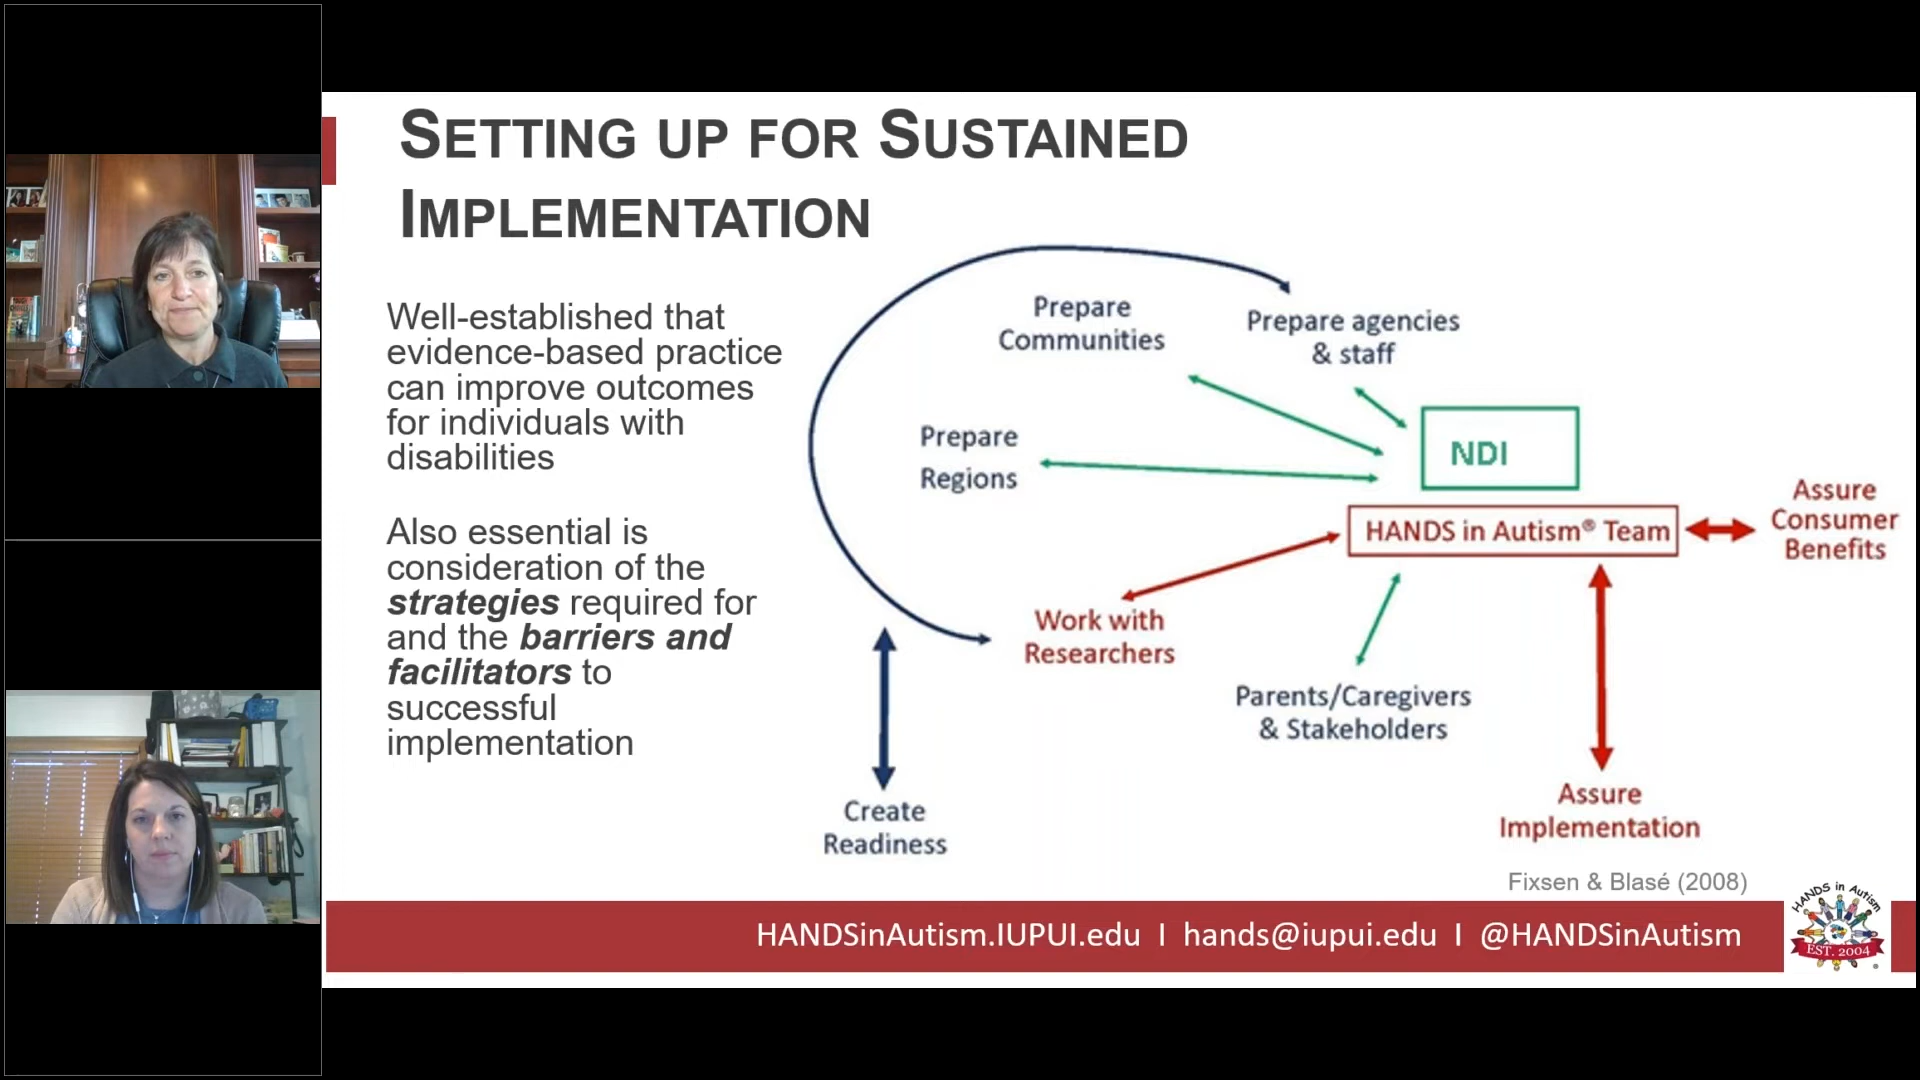 SETTING UP FOR SUSTAINED
IMPLEMENTATION
Well-established that
evidence-based practice
can improve outcomes
for individuals with
disabilities
Also essential is
consideration of the
strategies required for
and the barriers and
facilitators to
successful
implementation
Prepare
Communities
Prepare agencies
& staff
Prepare
Regions
NDI
HANDS in Autism® Team
Assure
Consumer
Benefits
Work with
Researchers
Parents/Caregivers
& Stakeholders
Create
Readiness
Assure
Implementation
Fixsen & Blasé (2008)
HANDSinAutism.IUPUI.edu I hands@iupui.edu I @HANDSinAutism
HANDS in Autism
EST. 2004
®